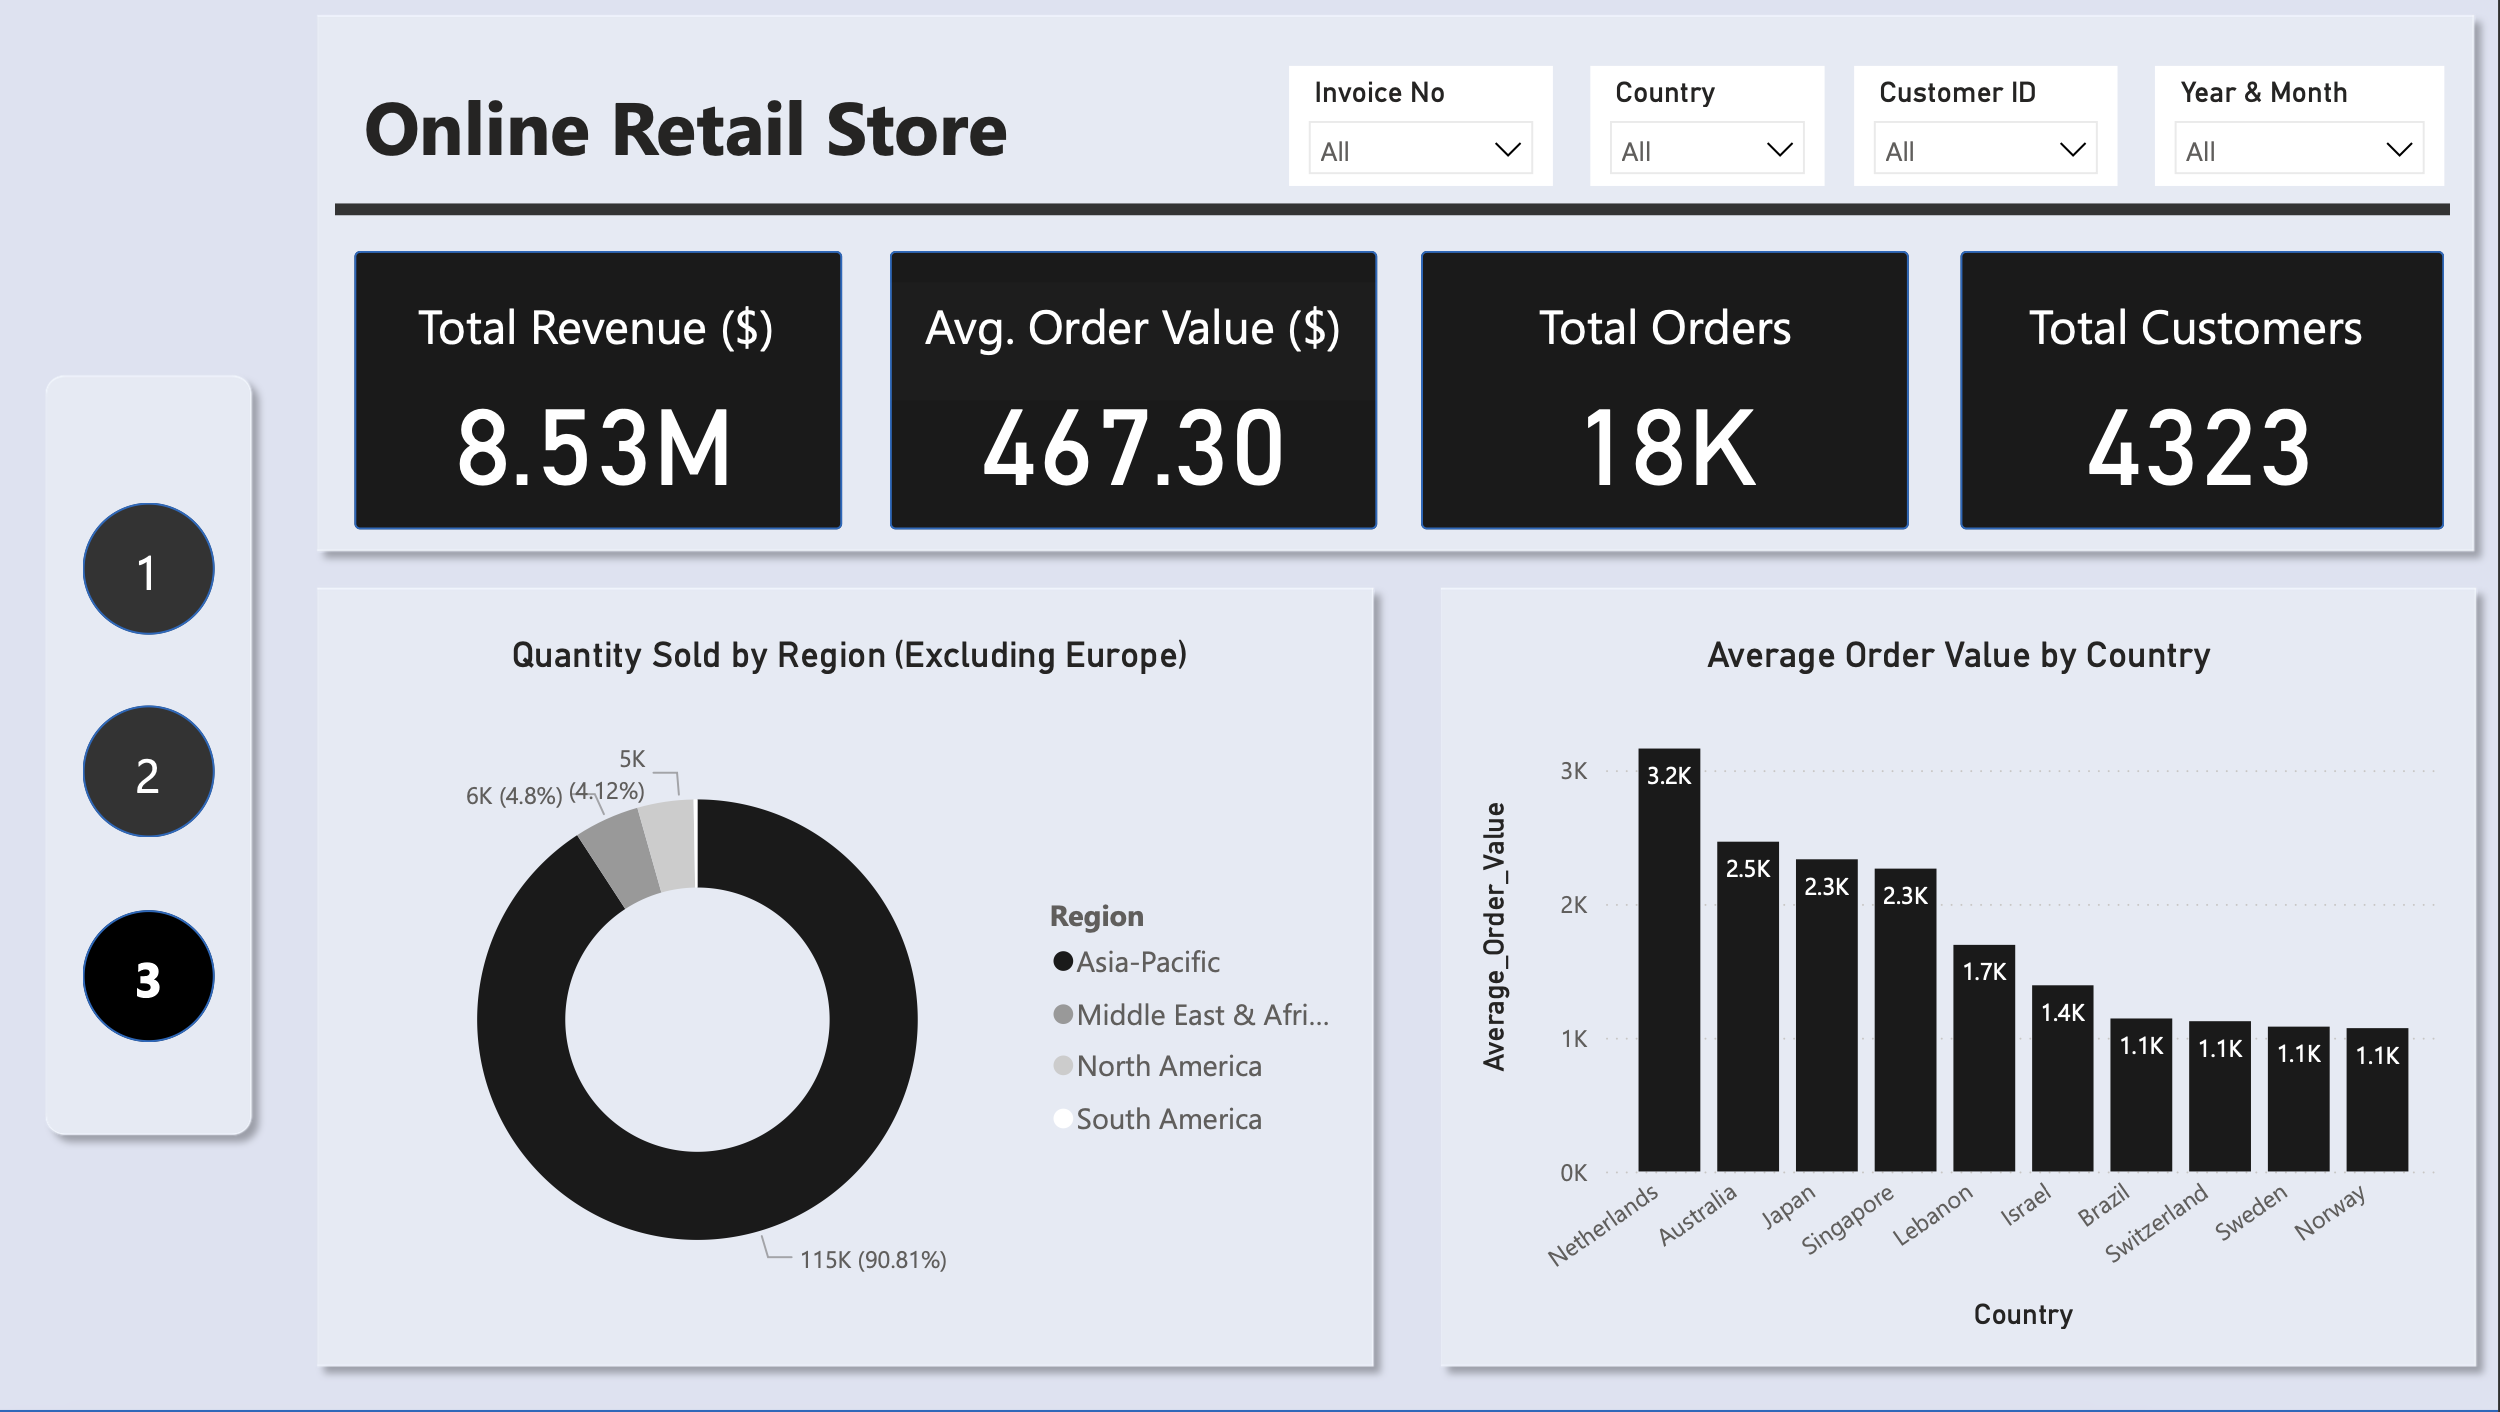 Online Retail Store
Invoice No
All
Country
All
Customer ID
All
Year & Month
All
Total Revenue ($)
8.53M
Avg. Order Value ($)
467.30
Total Orders
18K
Total Customers
4323
1
2
3
Quantity Sold by Region (Excluding Europe)
5K
(4.12%)
6K (4.8%)
115K (90.81%)
Region
Asia-Pacific
Middle East & Afri...
North America
South America
Average Order Value by Country
Average_Order_Value
3K
2K
1K
0K
3.2K
2.5K
2.3K
2.3K
1.7K
1.4K
1.1K
1.1K
1.1K
1.1K
Netherlands
Australia
Japan
Singapore
Lebanon
Israel
Brazil
Switzerland
Sweden
Norway
Country